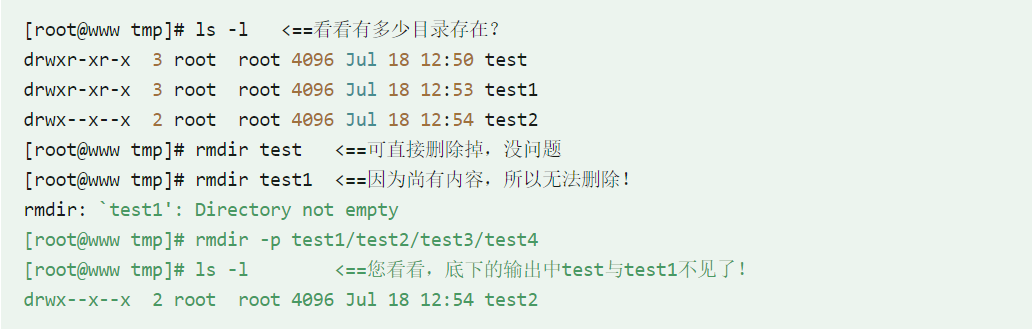 [root@www tmp]# ls -l   <==看看有多少目录存在?
drwxr-xr-x  3 root  root 4096 Jul 18 12:50 test
drwxr-xr-x  3 root  root 4096 Jul 18 12:53 test1
drwx--x--x  2 root  root 4096 Jul 18 12:54 test2
[root@www tmp]# rmdir test   <==可直接删除掉，没问题
[root@www tmp]# rmdir test1  <==因为尚有内容，所以无法删除！
rmdir: `test1': Directory not empty
[root@www tmp]# rmdir -p test1/test2/test3/test4
[root@www tmp]# ls -l        <==您看看，底下的输出中test与test1不见了！
drwx--x--x  2 root  root 4096 Jul 18 12:54 test2